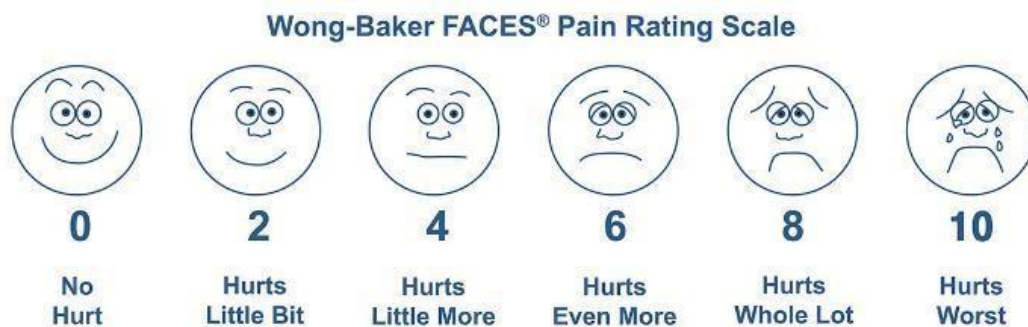 Wong-Baker FACES® Pain Rating Scale
0 2 4 6 8 10
No Hurts Hurts Hurts Hurts Hurts
Hurt Little Bit Little More Even More Whole Lot Worst